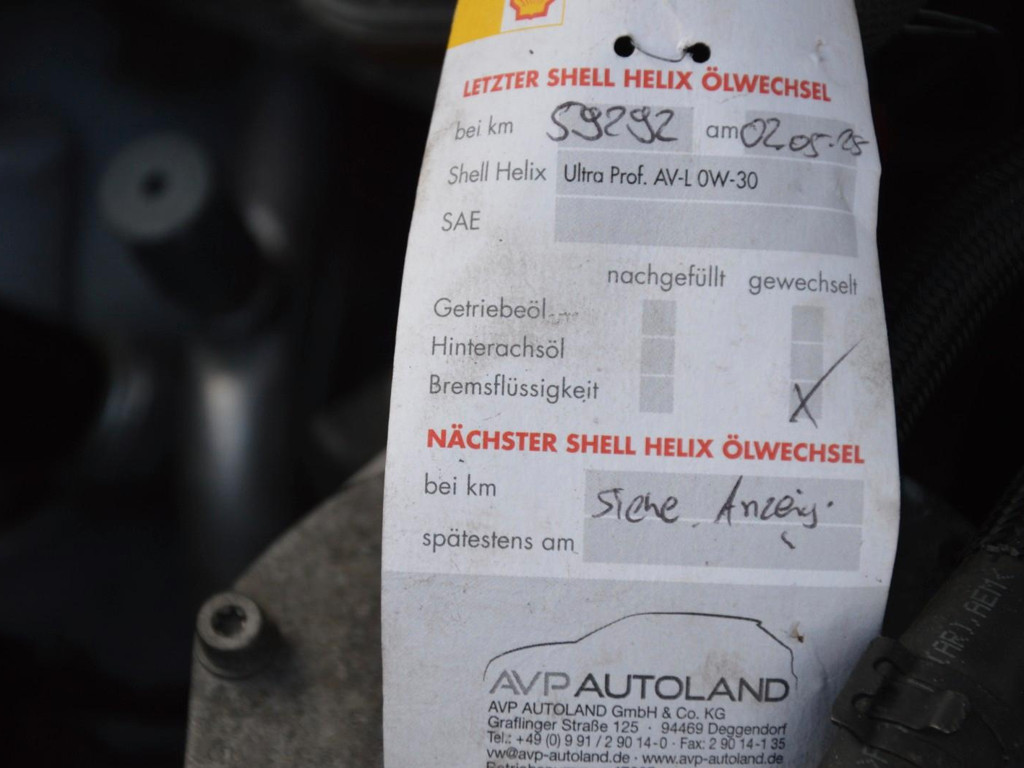 LETZTER SHELL HELIX ÖLWECHSEL
bei km 59292 am 02.05.25
Shell Helix Ultra Prof. AV-L 0W-30
SAE
nachgefüllt gewechselt
Getriebeöl
Hinterachsöl
Bremsflüssigkeit X
NÄCHSTER SHELL HELIX ÖLWECHSEL
bei km siehe Anzeige
spätestens am
AVP AUTOLAND
AVP AUTOLAND GmbH & Co. KG
Graflinger Straße 125 · 94469 Deggendorf
Tel.: +49 (0) 9 91 / 2 90 14-0 · Fax: 2 90 14-1 35
vw@avp-autoland.de · www.avp-autoland.de